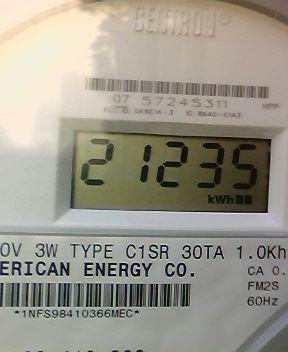 CENTRON®
07 57245311
HPP
21235
kWh
0V 3W TYPE C1SR 30TA 1.0Kh
ERICAN ENERGY CO.
CA 0.
FM2S
60Hz
*1NFS98410366MEC*